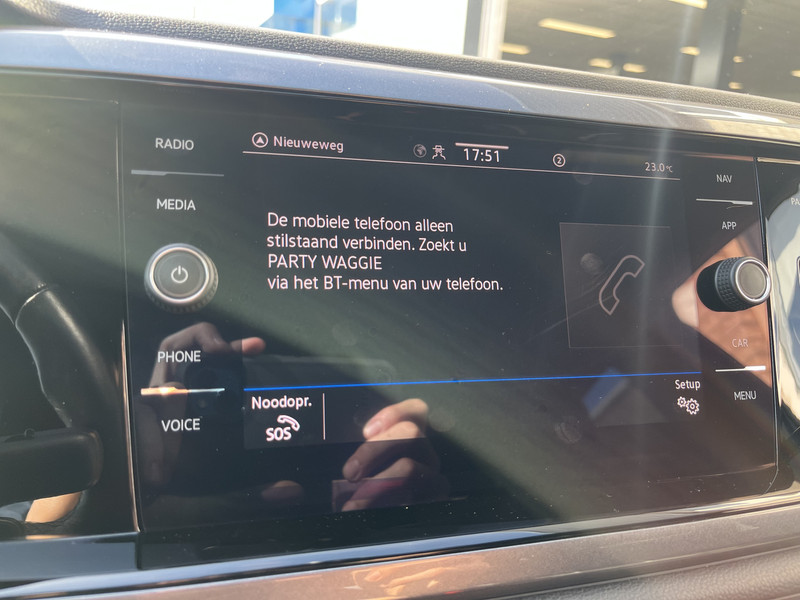 RADIO
MEDIA
PHONE
VOICE
Nieuweweg
17:51
2
23.0°C
De mobiele telefoon alleen
stilstaand verbinden. Zoekt u
PARTY WAGGIE
via het BT-menu van uw telefoon.
Noodopr.
SOS
Setup
NAV
APP
CAR
MENU